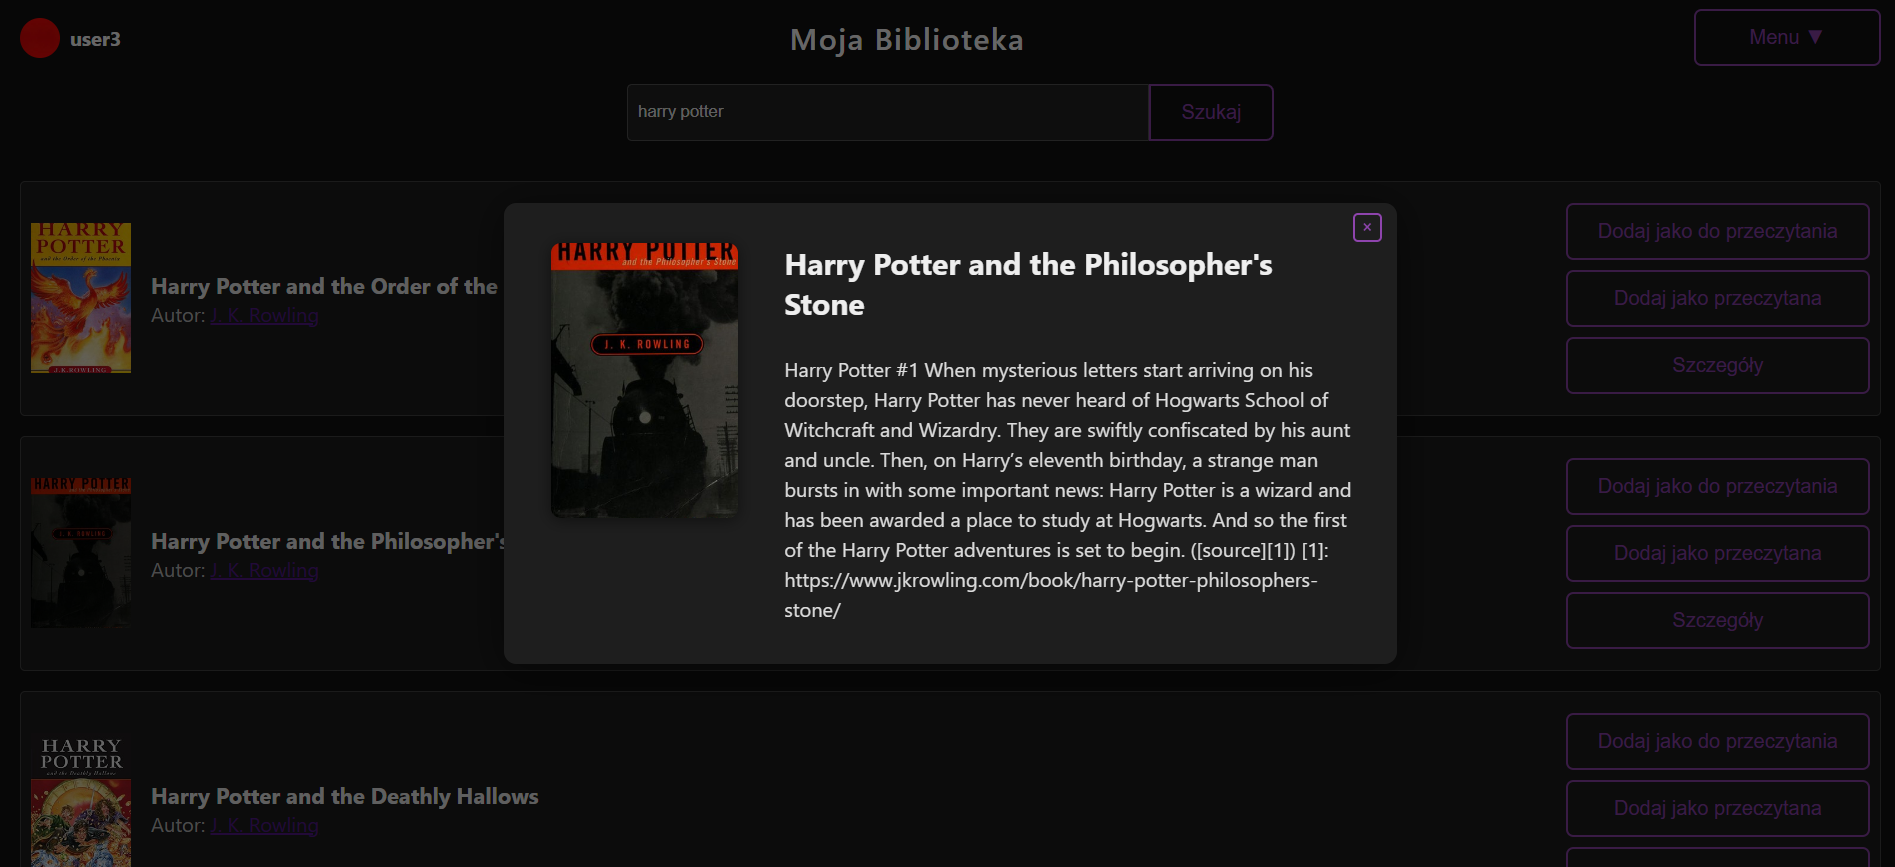 user3
Moja Biblioteka
Menu ▼
harry potter
Szukaj
HARRY
POTTER
and the Order of the Phoenix
J.K.ROWLING
Harry Potter and the Order of the
Autor: J. K. Rowling
Dodaj jako do przeczytania
Dodaj jako przeczytana
Szczegóły
×
HARRY POTTER
and the Philosopher's Stone
J. K. ROWLING
Harry Potter and the Philosopher's
Stone
Harry Potter #1 When mysterious letters start arriving on his
doorstep, Harry Potter has never heard of Hogwarts School of
Witchcraft and Wizardry. They are swiftly confiscated by his aunt
and uncle. Then, on Harry’s eleventh birthday, a strange man
bursts in with some important news: Harry Potter is a wizard and
has been awarded a place to study at Hogwarts. And so the first
of the Harry Potter adventures is set to begin. ([source][1]) [1]:
https://www.jkrowling.com/book/harry-potter-philosophers-
stone/
HARRY POTTER
J. K. ROWLING
Harry Potter and the Philosopher's
Autor: J. K. Rowling
Dodaj jako do przeczytania
Dodaj jako przeczytana
Szczegóły
HARRY
POTTER
and the Deathly Hallows
Harry Potter and the Deathly Hallows
Autor: J. K. Rowling
Dodaj jako do przeczytania
Dodaj jako przeczytana